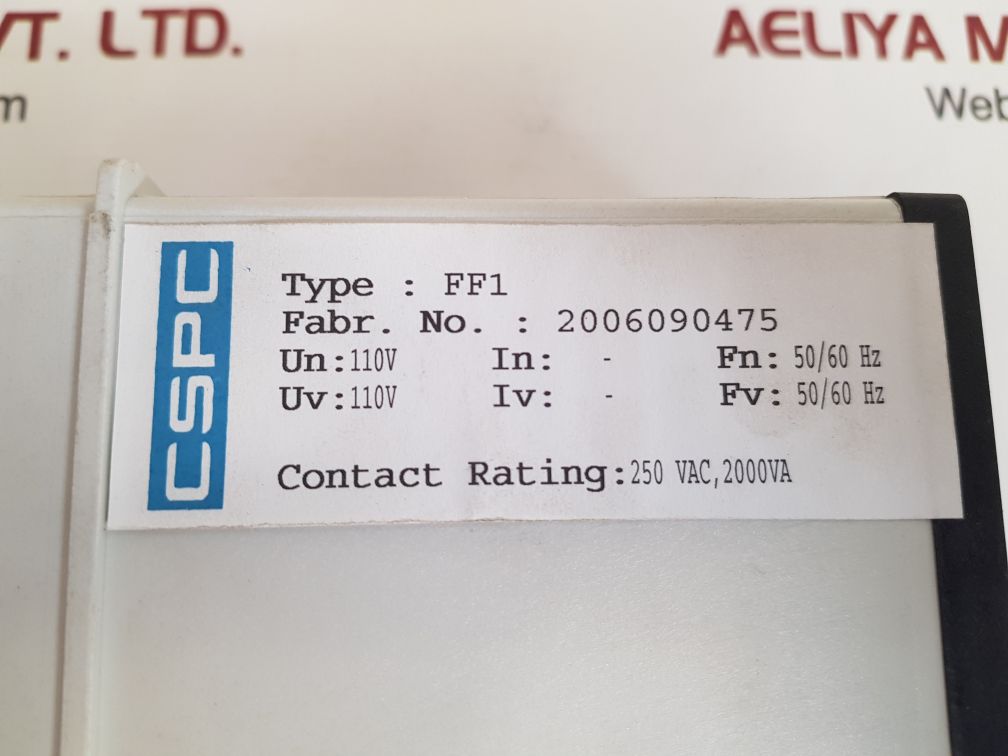 VT. LTD.
AELIYA M
m
Web
CSPC
Type : FF1
Fabr. No. : 2006090475
Un:110V In: - Fn: 50/60 Hz
Uv:110V Iv: - Fv: 50/60 Hz
Contact Rating:250 VAC,2000VA